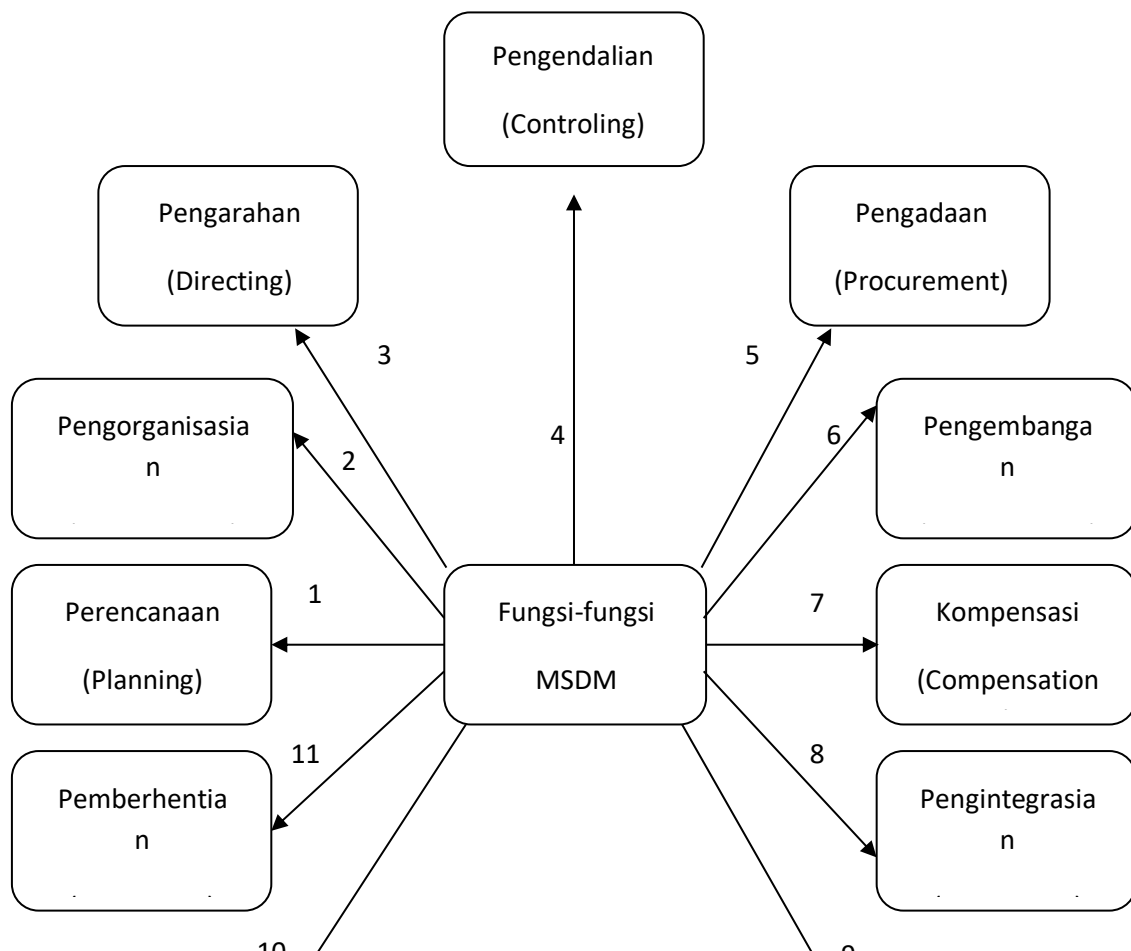 Pengendalian
(Controling)
Pengarahan
(Directing)
Pengadaan
(Procurement)
3
5
Pengorganisasia
n
2
4
6
Pengembanga
n
Perencanaan
(Planning)
1
Fungsi-fungsi
MSDM
7
Kompensasi
(Compensation
Pemberhentia
n
11
8
Pengintegrasia
n
10
9